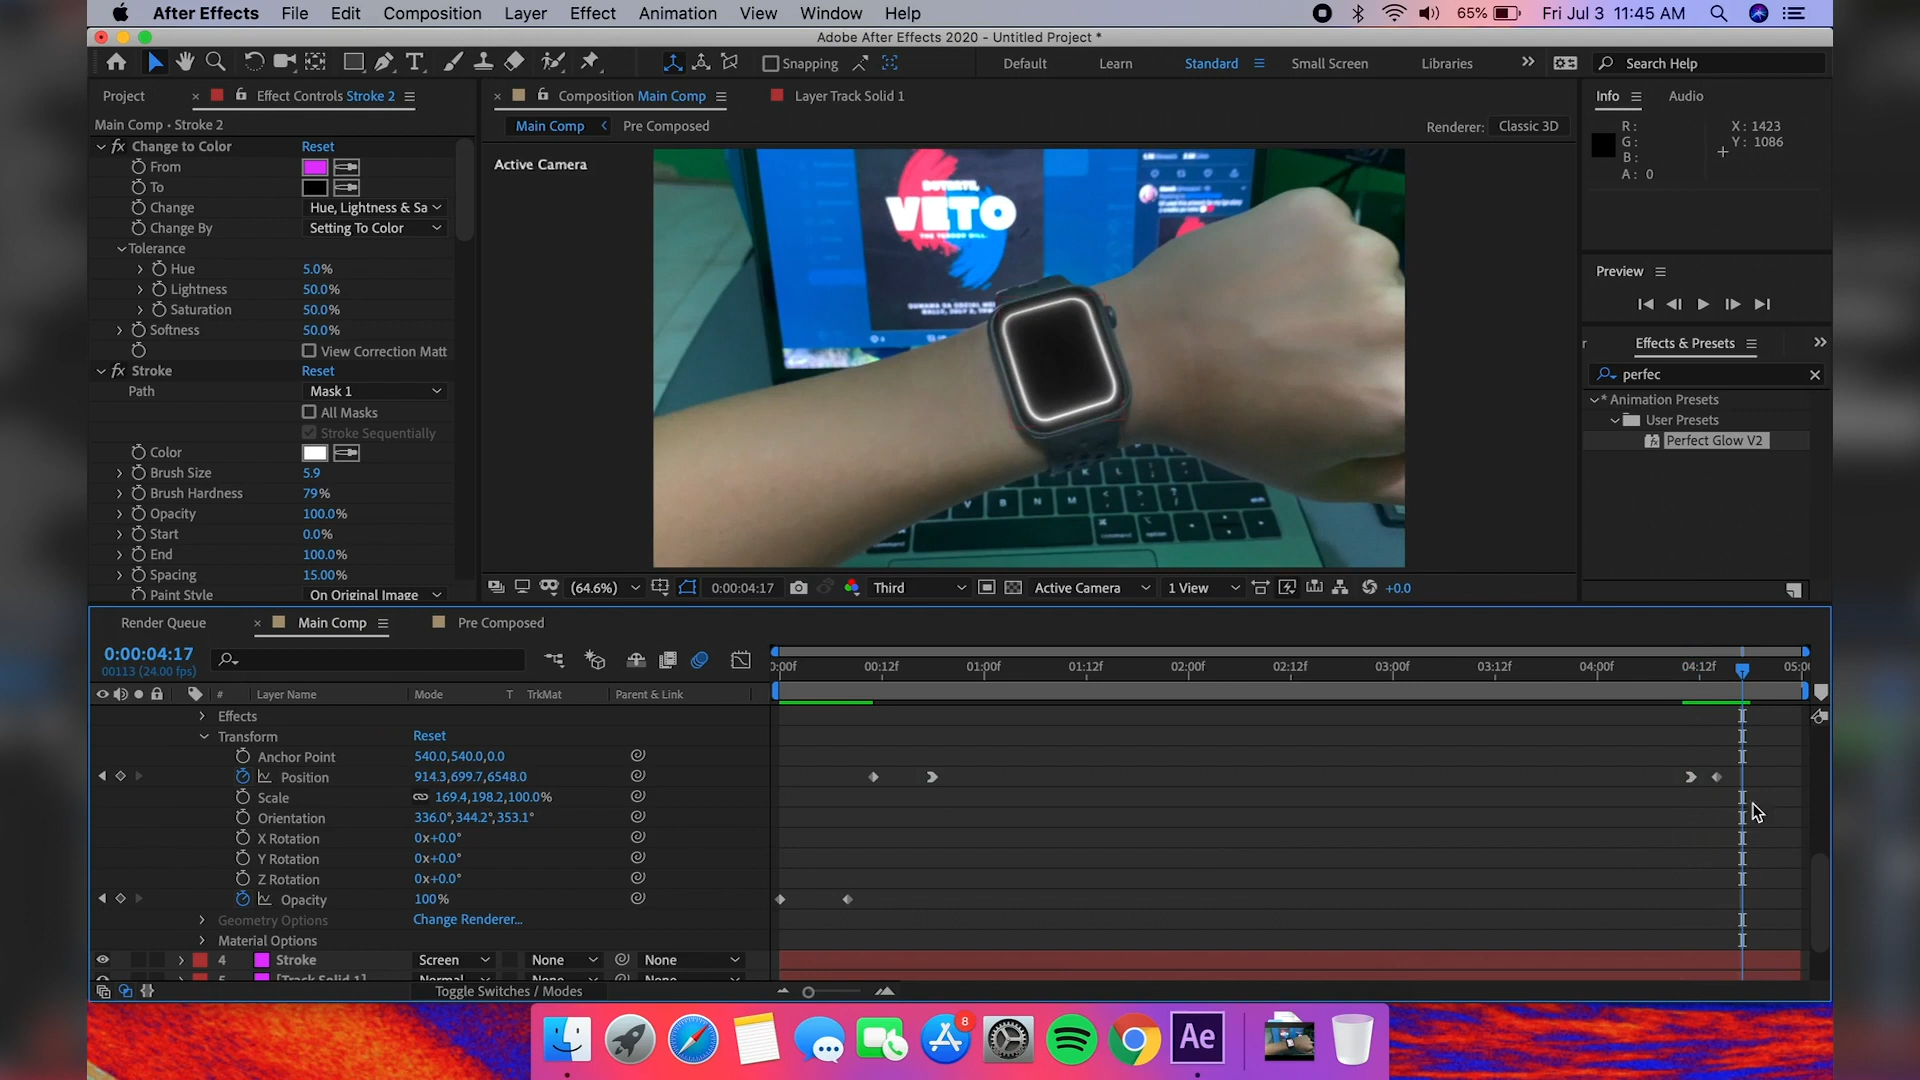 After Effects File Edit Composition Layer Effect Animation View Window Help 65% Fri Jul 3 11:45 AM
Adobe After Effects 2020 - Untitled Project *
T Snapping Default Learn Standard Small Screen Libraries Search Help
Project Effect Controls Stroke 2 Composition Main Comp Layer Track Solid 1 Info Audio
Main Comp • Stroke 2 Main Comp Pre Composed Renderer: Classic 3D
R: G: B: A: 0 X: 1423 Y: 1086
Active Camera
fx Change to Color Reset
From
To
Change Hue, Lightness & Sa
Change By Setting To Color
Tolerance
Hue 5.0%
Lightness 50.0%
Saturation 50.0%
Softness 50.0%
View Correction Matt
fx Stroke Reset
Path Mask 1
All Masks
Stroke Sequentially
Color
Brush Size 5.9
Brush Hardness 79%
Opacity 100.0%
Start 0.0%
End 100.0%
Spacing 15.00%
Paint Style On Original Image
VETO
Preview
Effects & Presets
perfec
* Animation Presets
User Presets
Perfect Glow V2
(64.6%) 0:00:04:17 Third Active Camera 1 View +0.0
Render Queue Main Comp Pre Composed
0:00:04:17
00113 (24.00 fps)
0:00f 00:12f 01:00f 01:12f 02:00f 02:12f 03:00f 03:12f 04:00f 04:12f 05:00
# Layer Name Mode T TrkMat Parent & Link
Effects
Transform Reset
Anchor Point 540.0,540.0,0.0
Position 914.3,699.7,6548.0
Scale 169.4,198.2,100.0%
Orientation 336.0°,344.2°,353.1°
X Rotation 0x+0.0°
Y Rotation 0x+0.0°
Z Rotation 0x+0.0°
Opacity 100%
Geometry Options Change Renderer...
Material Options
4 Stroke Screen None None
5 [Track Solid 1] Normal None None
Toggle Switches / Modes
8
Ae